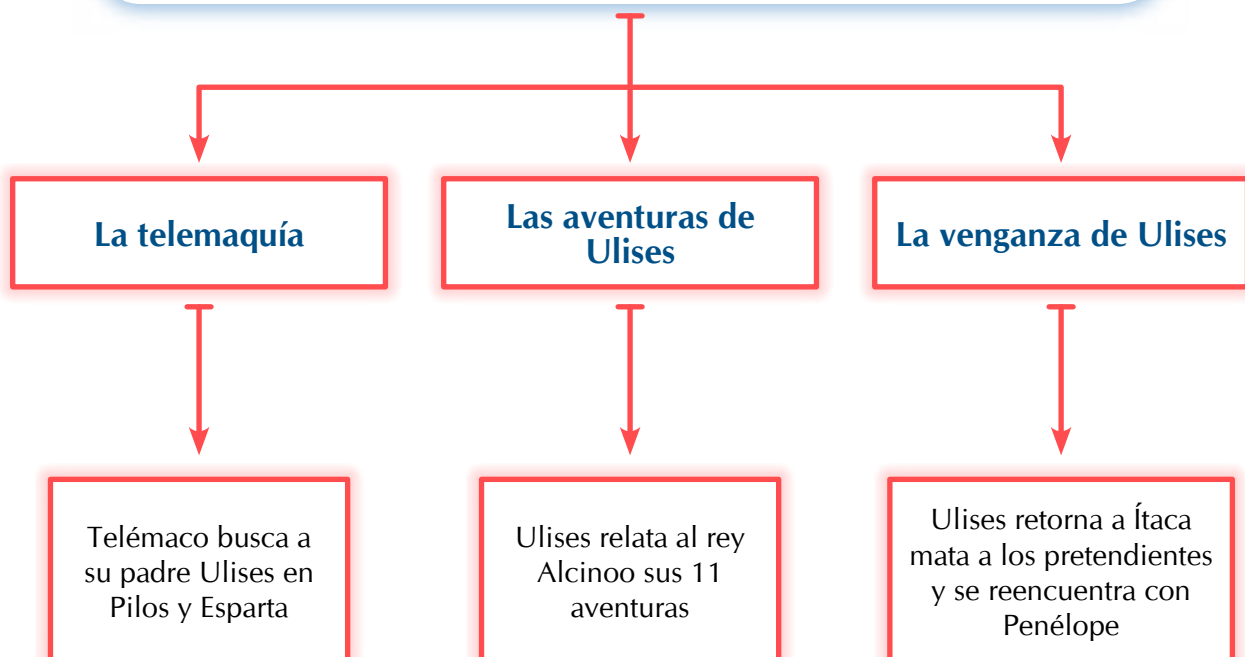 La telemaquía
Las aventuras de
Ulises
La venganza de Ulises
Telémaco busca a
su padre Ulises en
Pilos y Esparta
Ulises relata al rey
Alcinoo sus 11
aventuras
Ulises retorna a Ítaca
mata a los pretendientes
y se reencuentra con
Penélope